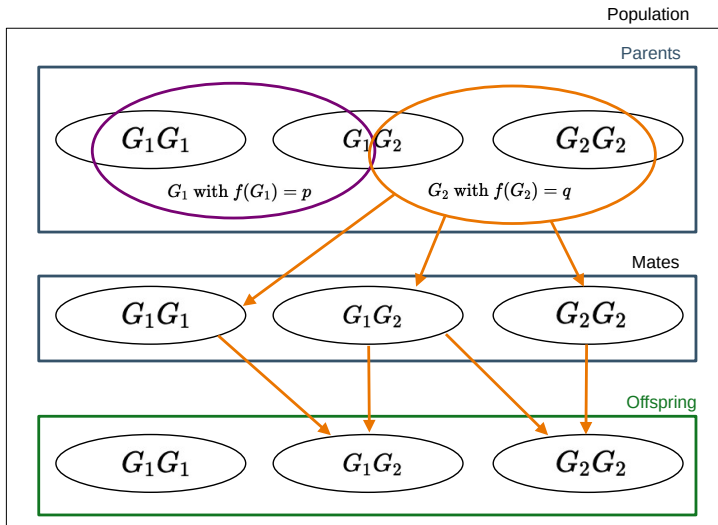 Population
Parents
G₁G₁ G₁G₂ G₂G₂
G₁ with f(G₁) = p G₂ with f(G₂) = q
Mates
G₁G₁ G₁G₂ G₂G₂
Offspring
G₁G₁ G₁G₂ G₂G₂